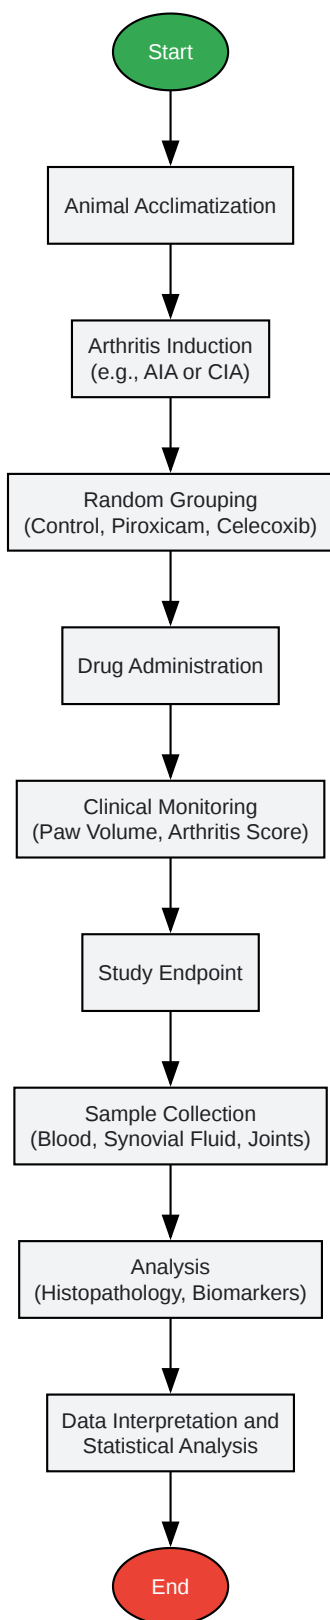 Start
Animal Acclimatization
Arthritis Induction
(e.g., AIA or CIA)
Random Grouping
(Control, Piroxicam, Celecoxib)
Drug Administration
Clinical Monitoring
(Paw Volume, Arthritis Score)
Study Endpoint
Sample Collection
(Blood, Synovial Fluid, Joints)
Analysis
(Histopathology, Biomarkers)
Data Interpretation and
Statistical Analysis
End